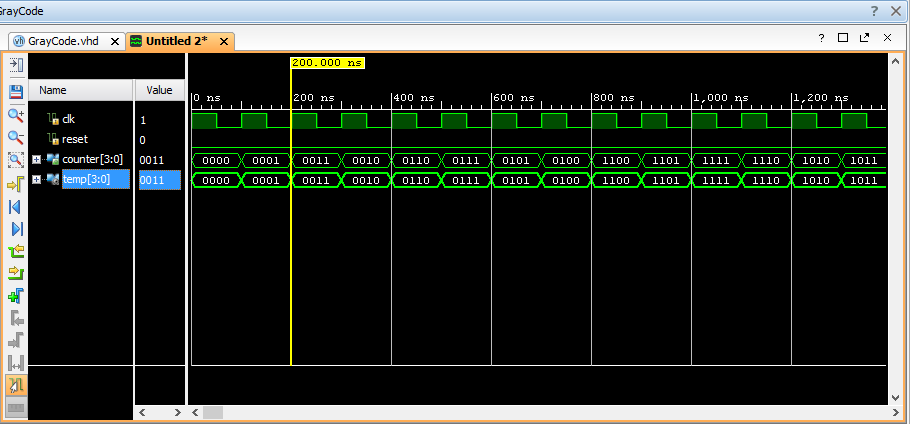 GrayCode ? ×
GrayCode.vhd × Untitled 2* × ?
200.000 ns
Name Value 0 ns 200 ns 400 ns 600 ns 800 ns 1,000 ns 1,200 ns
clk 1
reset 0
counter[3:0] 0011 0000 0001 0011 0010 0110 0111 0101 0100 1100 1101 1111 1110 1010 1011
temp[3:0] 0011 0000 0001 0011 0010 0110 0111 0101 0100 1100 1101 1111 1110 1010 1011